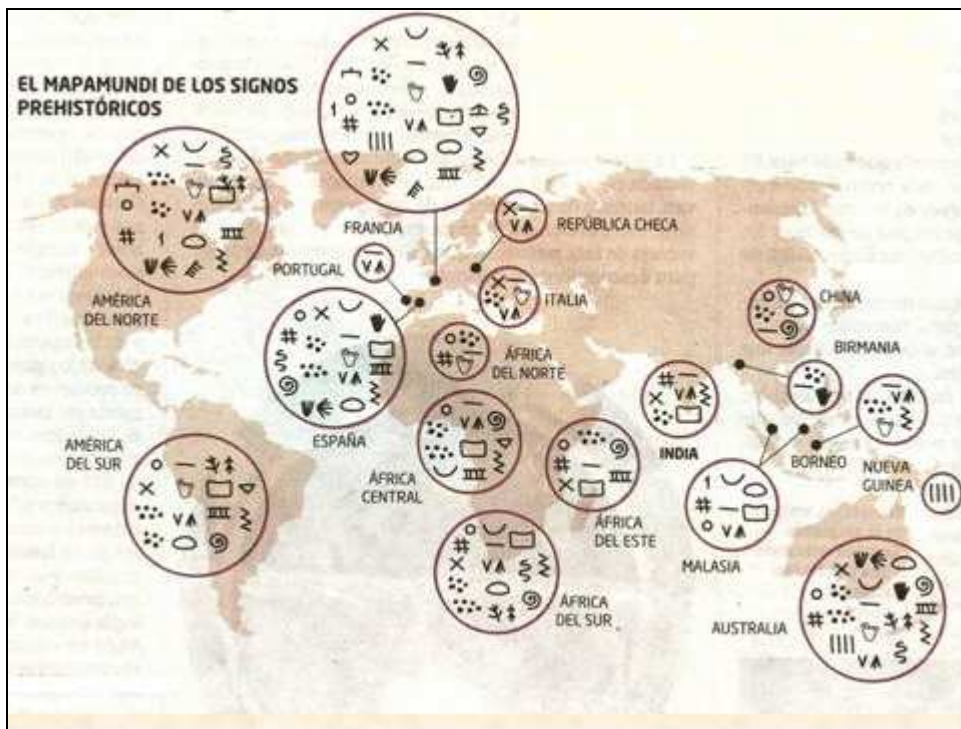 EL MAPAMUNDI DE LOS SIGNOS
PREHISTÓRICOS
FRANCIA
REPÚBLICA CHECA
PORTUGAL
ITALIA
AMÉRICA
DEL NORTE
CHINA
BIRMANIA
ÁFRICA
DEL NORTE
ESPAÑA
AMÉRICA
DEL SUR
ÁFRICA
CENTRAL
INDIA
BORNEO
NUEVA
GUINEA
ÁFRICA
DEL ESTE
MALASIA
ÁFRICA
DEL SUR
AUSTRALIA